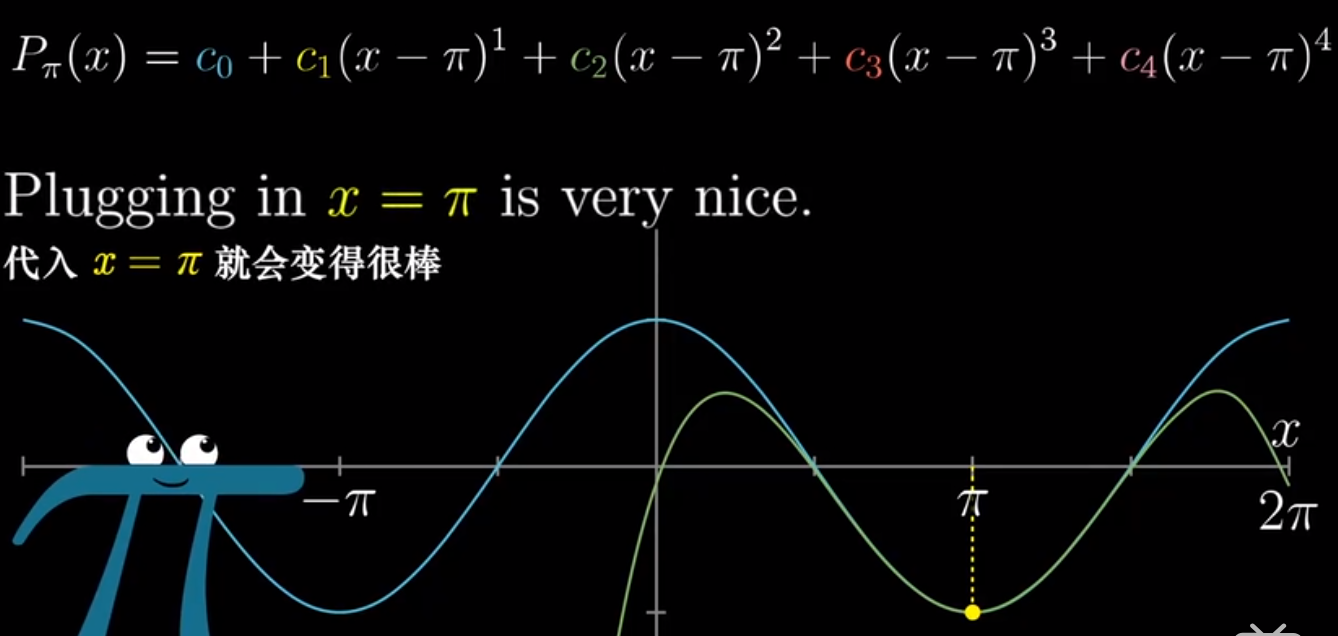 P_π(x) = c₀ + c₁(x − π)¹ + c₂(x − π)² + c₃(x − π)³ + c₄(x − π)⁴
Plugging in x = π is very nice.
代入 x = π 就会变得很棒
x
−π
π
2π